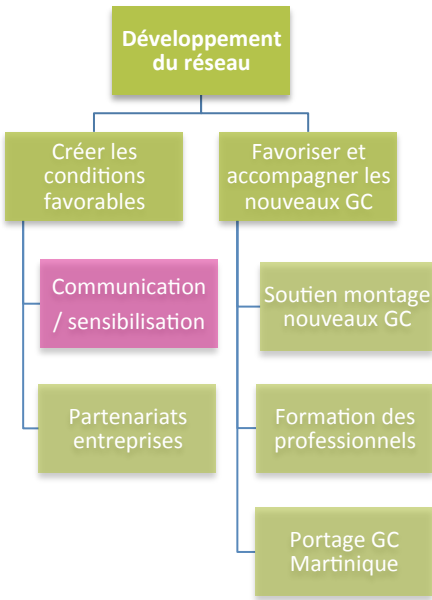 Développement
du réseau
Créer les
conditions
favorables
Favoriser et
accompagner les
nouveaux GC
Communication
/ sensibilisation
Soutien montage
nouveaux GC
Partenariats
entreprises
Formation des
professionnels
Portage GC
Martinique